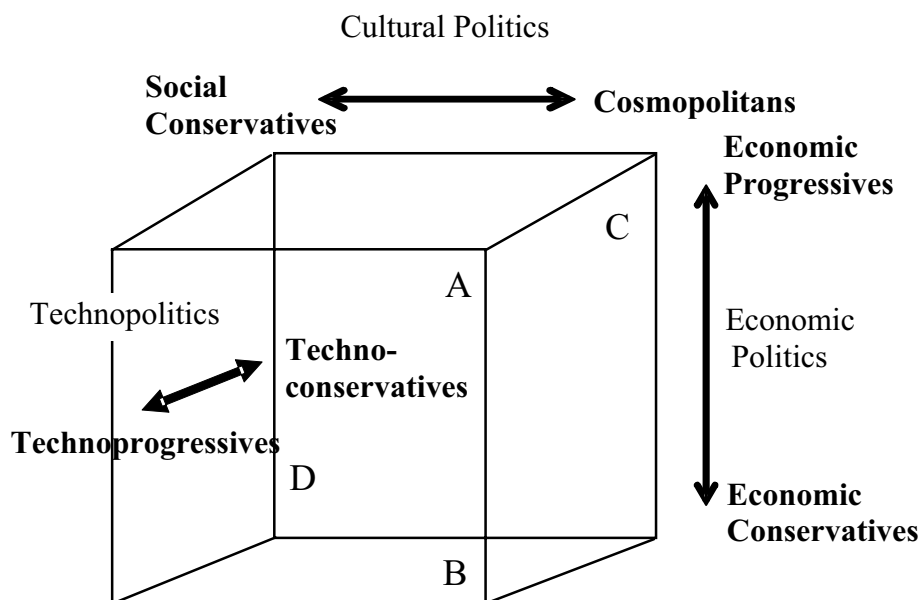 Cultural Politics
Social
Conservatives
Cosmopolitans
Economic
Progressives
C
A
Technopolitics
Economic
Politics
Techno-
conservatives
Technoprogressives
D
Economic
Conservatives
B